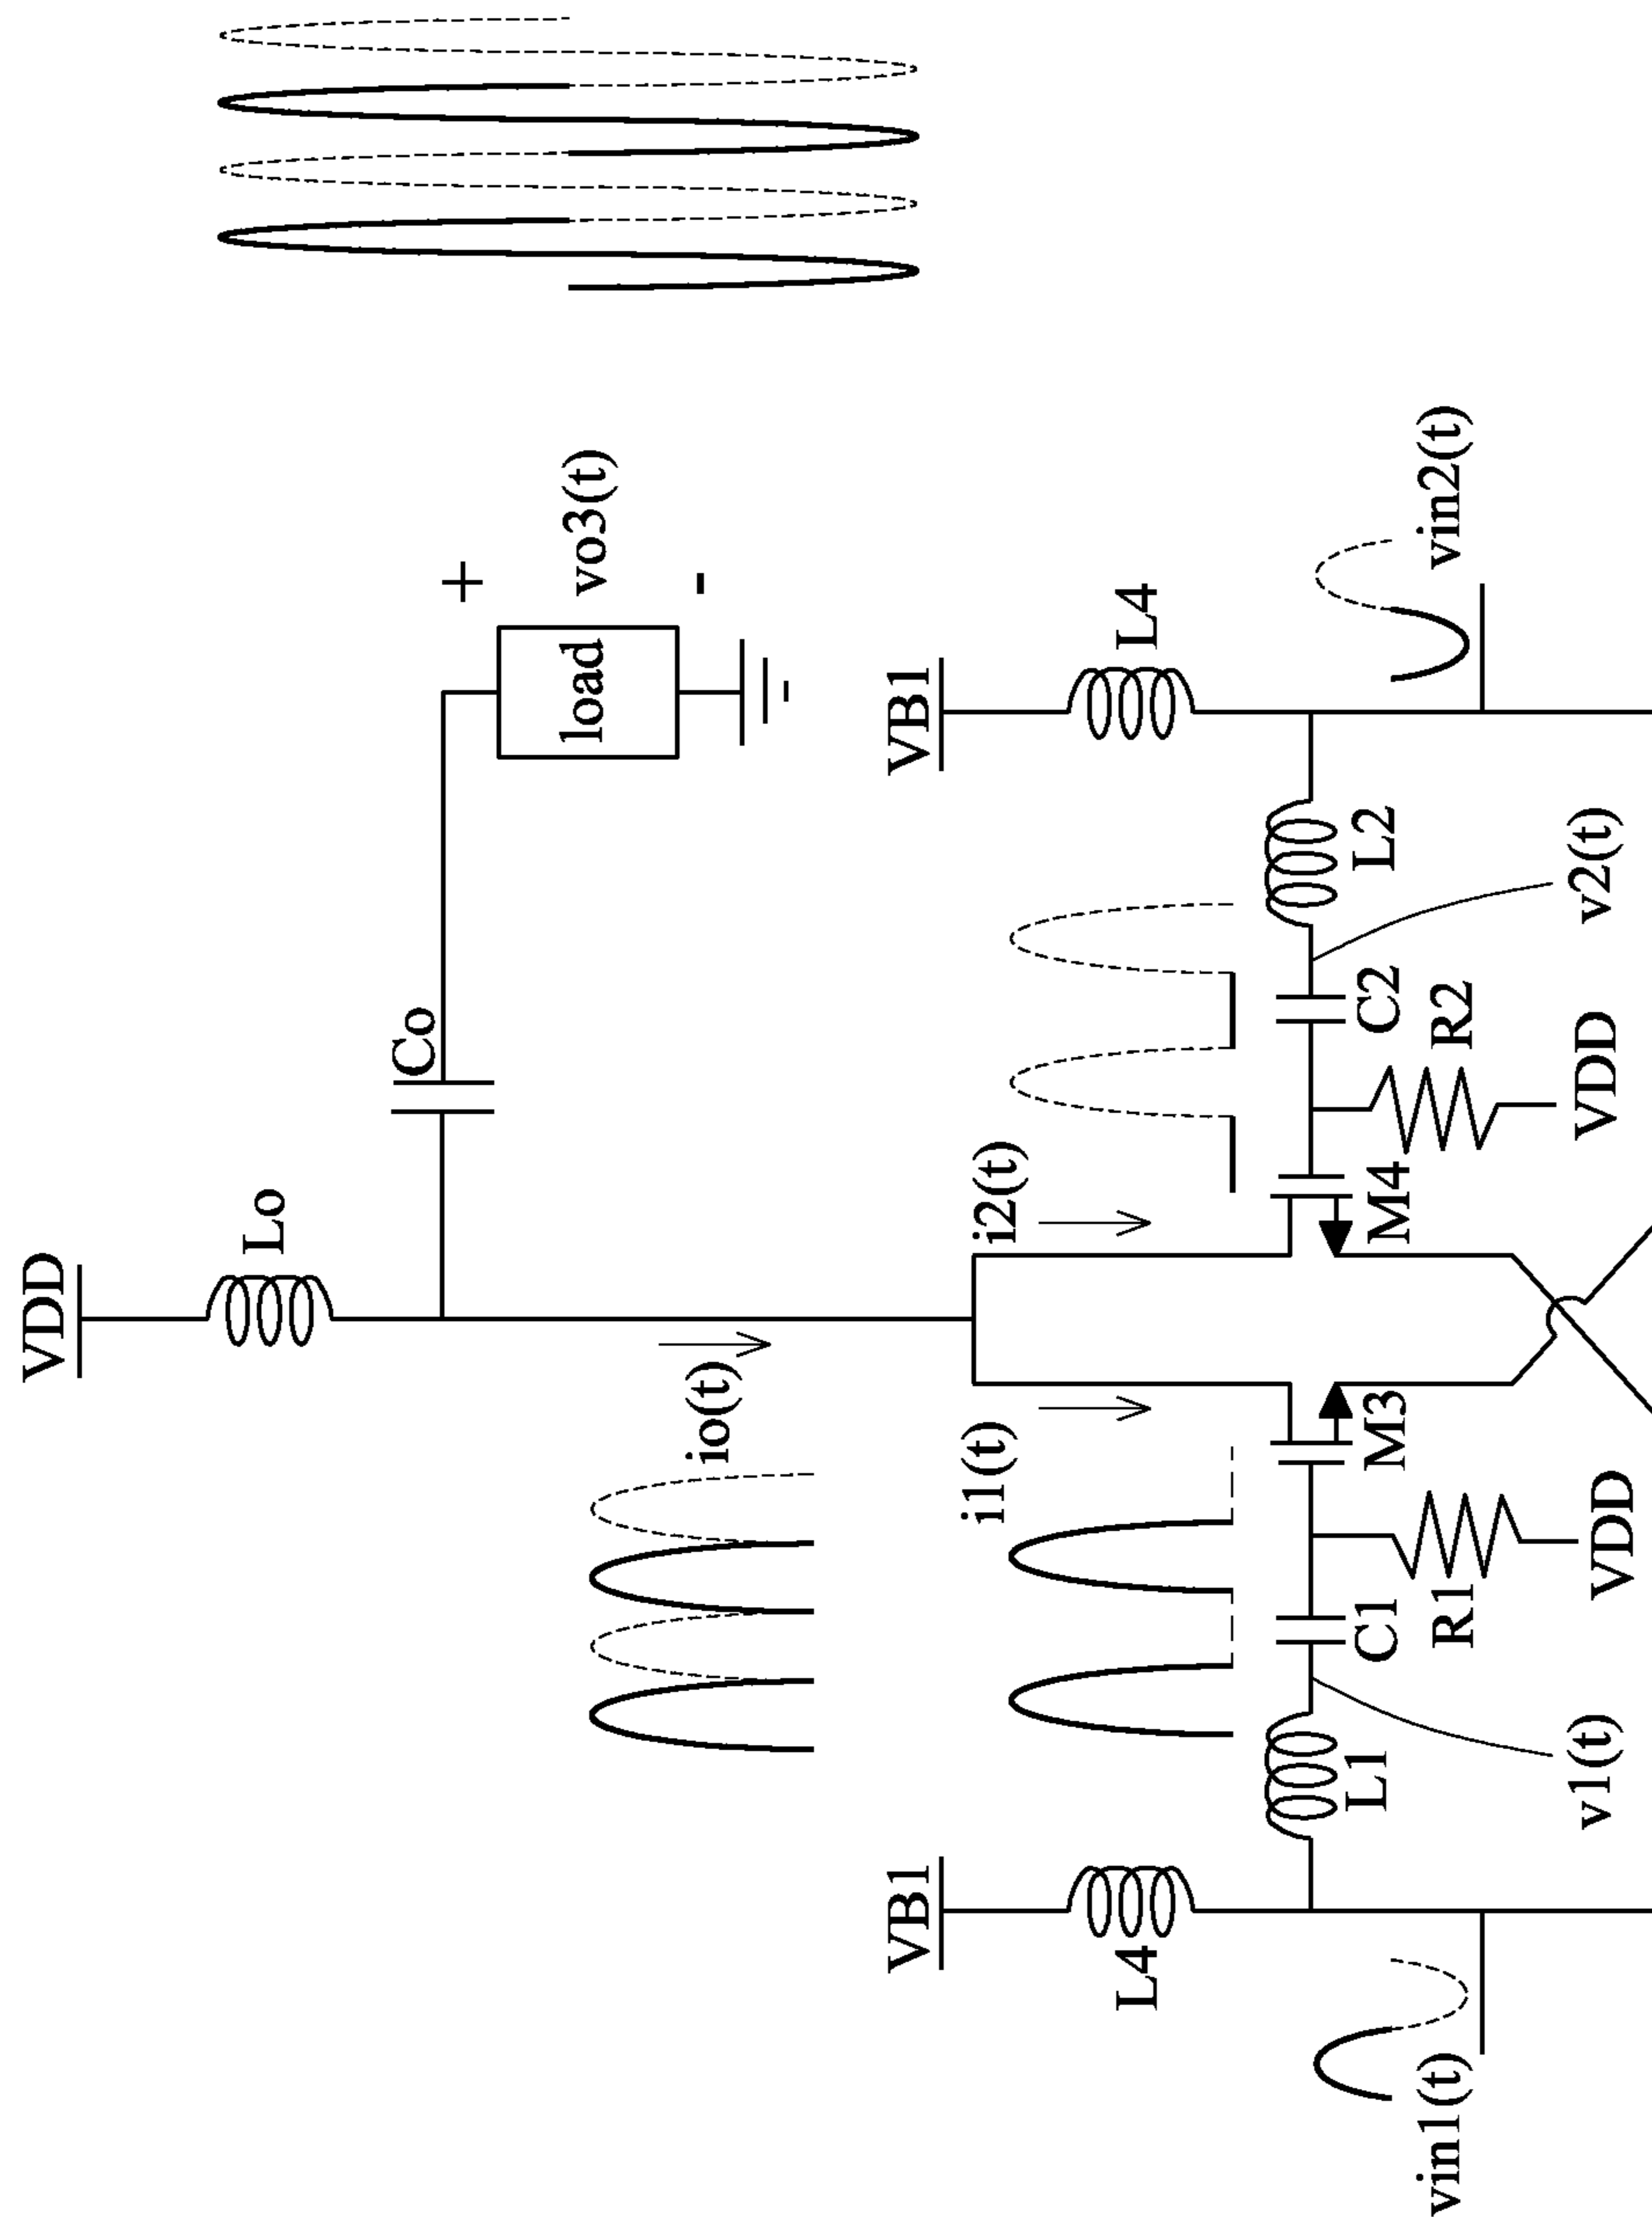 VDD
Lo
Co
+
load
vo3(t)
-
io(t)
i1(t)
i2(t)
VB1
L4
VB1
L4
vin1(t)
L1
v1(t)
C1
R1
VDD
M3
M4
R2
VDD
C2
v2(t)
L2
vin2(t)